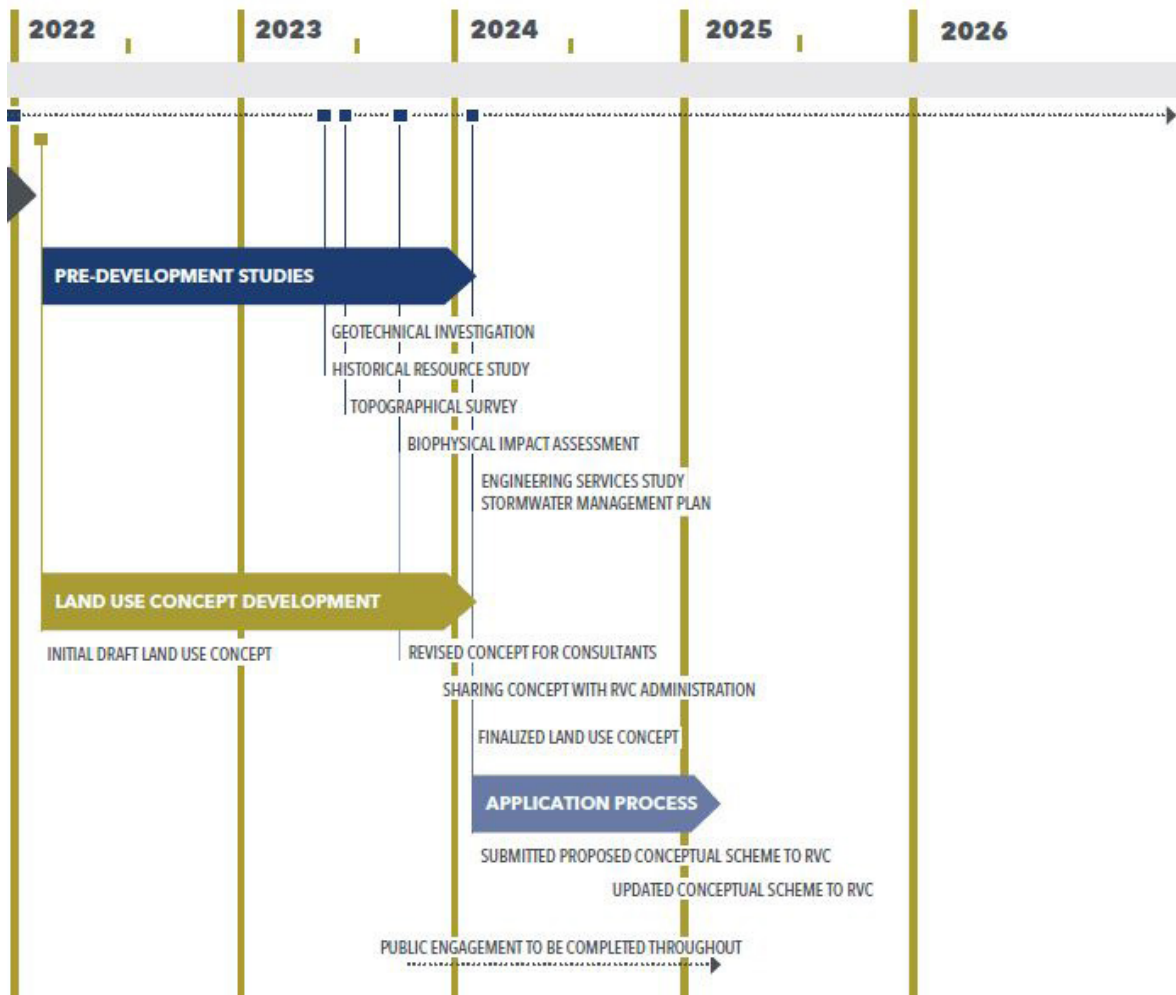 2022
2023
2024
2025
2026
PRE-DEVELOPMENT STUDIES
GEOTECHNICAL INVESTIGATION
HISTORICAL RESOURCE STUDY
TOPOGRAPHICAL SURVEY
BIOPHYSICAL IMPACT ASSESSMENT
ENGINEERING SERVICES STUDY
STORMWATER MANAGEMENT PLAN
LAND USE CONCEPT DEVELOPMENT
INITIAL DRAFT LAND USE CONCEPT
REVISED CONCEPT FOR CONSULTANTS
SHARING CONCEPT WITH RVC ADMINISTRATION
FINALIZED LAND USE CONCEPT
APPLICATION PROCESS
SUBMITTED PROPOSED CONCEPTUAL SCHEME TO RVC
UPDATED CONCEPTUAL SCHEME TO RVC
PUBLIC ENGAGEMENT TO BE COMPLETED THROUGHOUT